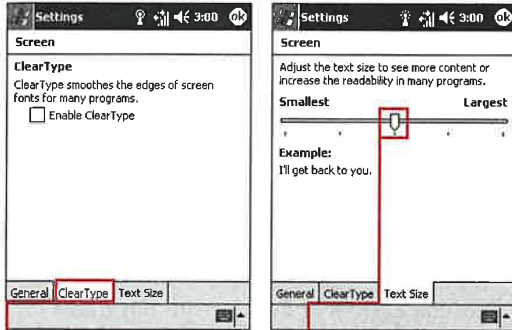 Settings 3:00 ok
Screen
ClearType
ClearType smoothes the edges of screen
fonts for many programs.
Enable ClearType
General ClearType Text Size
Settings 3:00 ok
Screen
Adjust the text size to see more content or
increase the readability in many programs.
Smallest Largest
Example:
I'll get back to you.
General ClearType Text Size